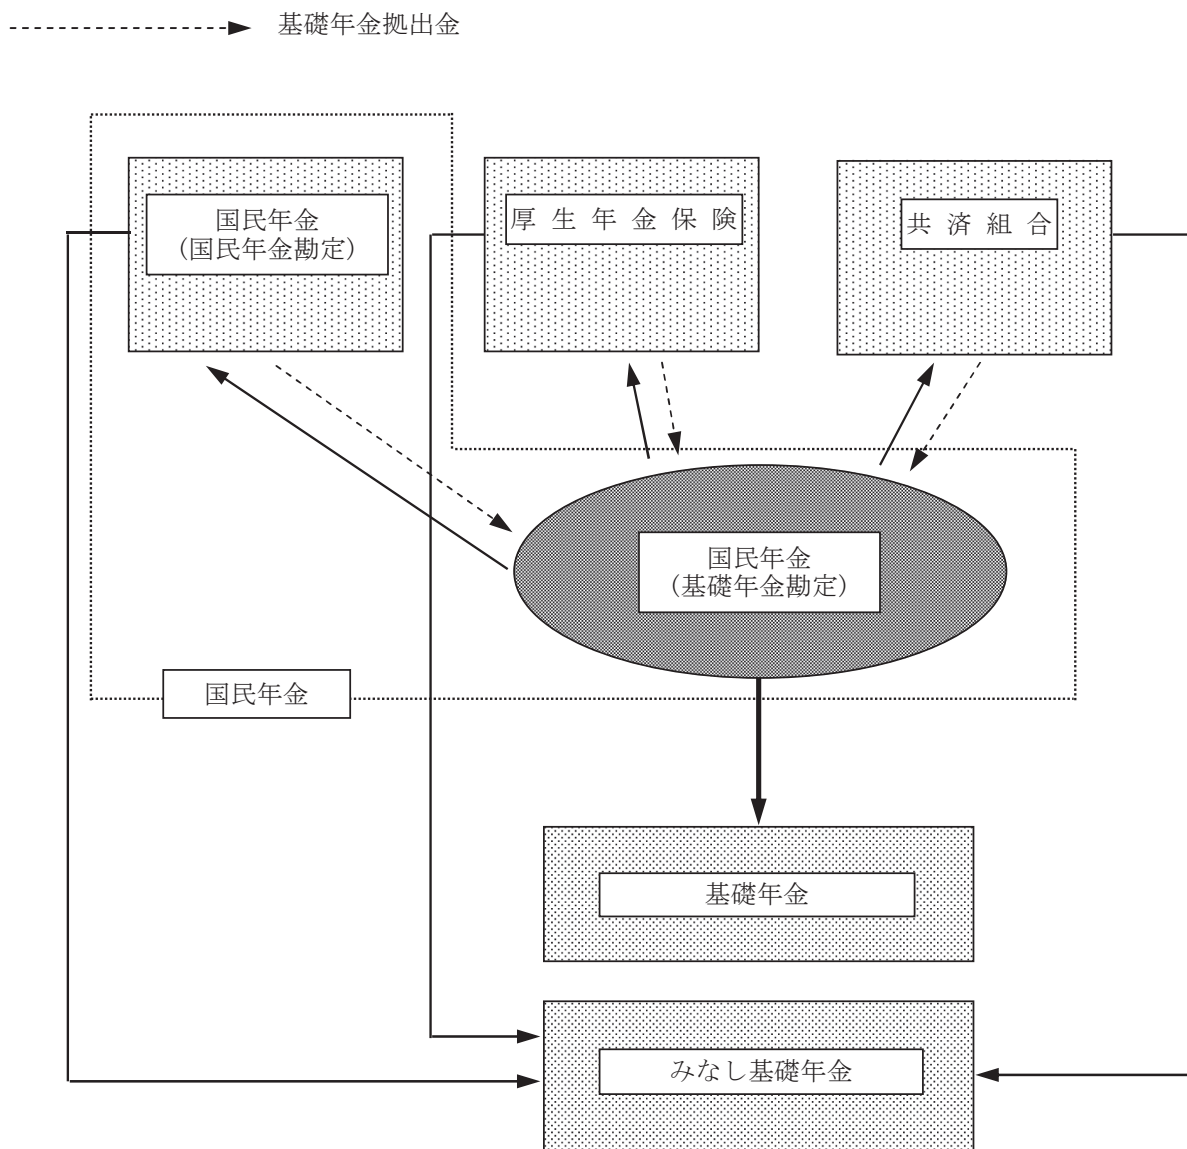 基礎年金拠出金
国民年金
（国民年金勘定）
厚生年金保険
共済組合
国民年金
（基礎年金勘定）
国民年金
基礎年金
みなし基礎年金